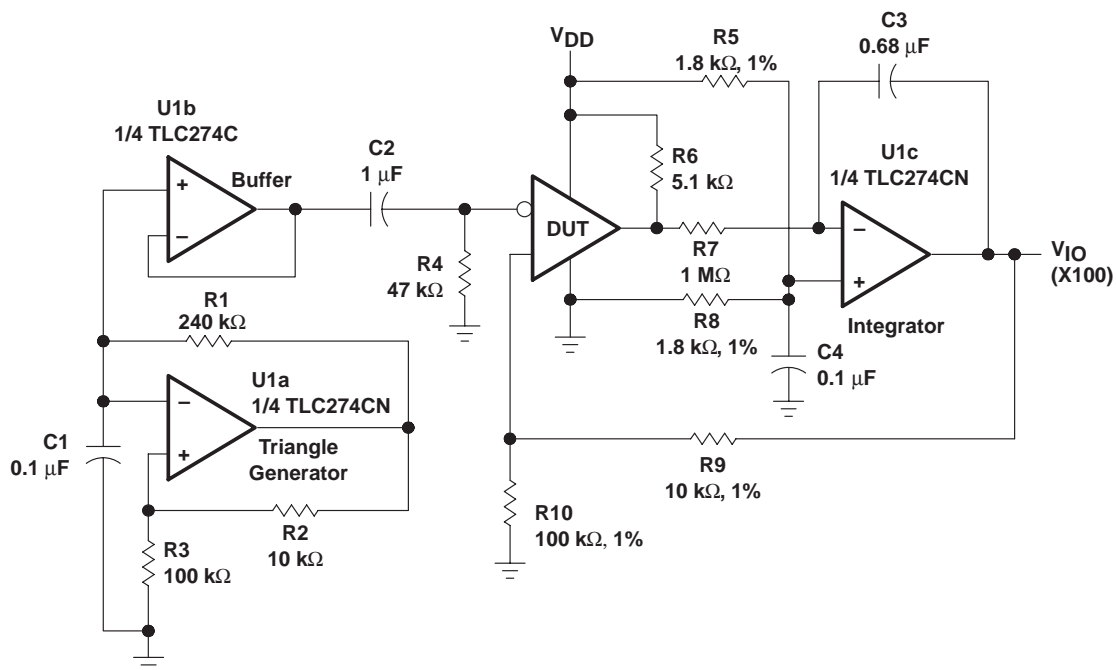 VDD
R5
1.8 kΩ, 1%
C3
0.68 μF
U1b
1/4 TLC274C
C2
1 μF
Buffer
+
−
R6
5.1 kΩ
U1c
1/4 TLC274CN
DUT
R7
1 MΩ
−
+
VIO
(X100)
R4
47 kΩ
R8
1.8 kΩ, 1%
Integrator
C4
0.1 μF
R1
240 kΩ
U1a
1/4 TLC274CN
−
+
Triangle
Generator
C1
0.1 μF
R9
10 kΩ, 1%
R2
10 kΩ
R10
100 kΩ, 1%
R3
100 kΩ